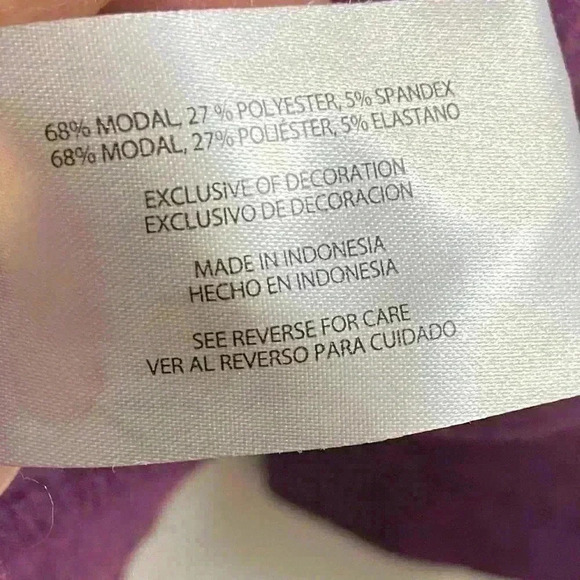 68% MODAL, 27 % POLYESTER, 5% SPANDEX
68% MODAL, 27% POLIÉSTER, 5% ELASTANO
EXCLUSIVE OF DECORATION
EXCLUSIVO DE DECORACION
MADE IN INDONESIA
HECHO EN INDONESIA
SEE REVERSE FOR CARE
VER AL REVERSO PARA CUIDADO